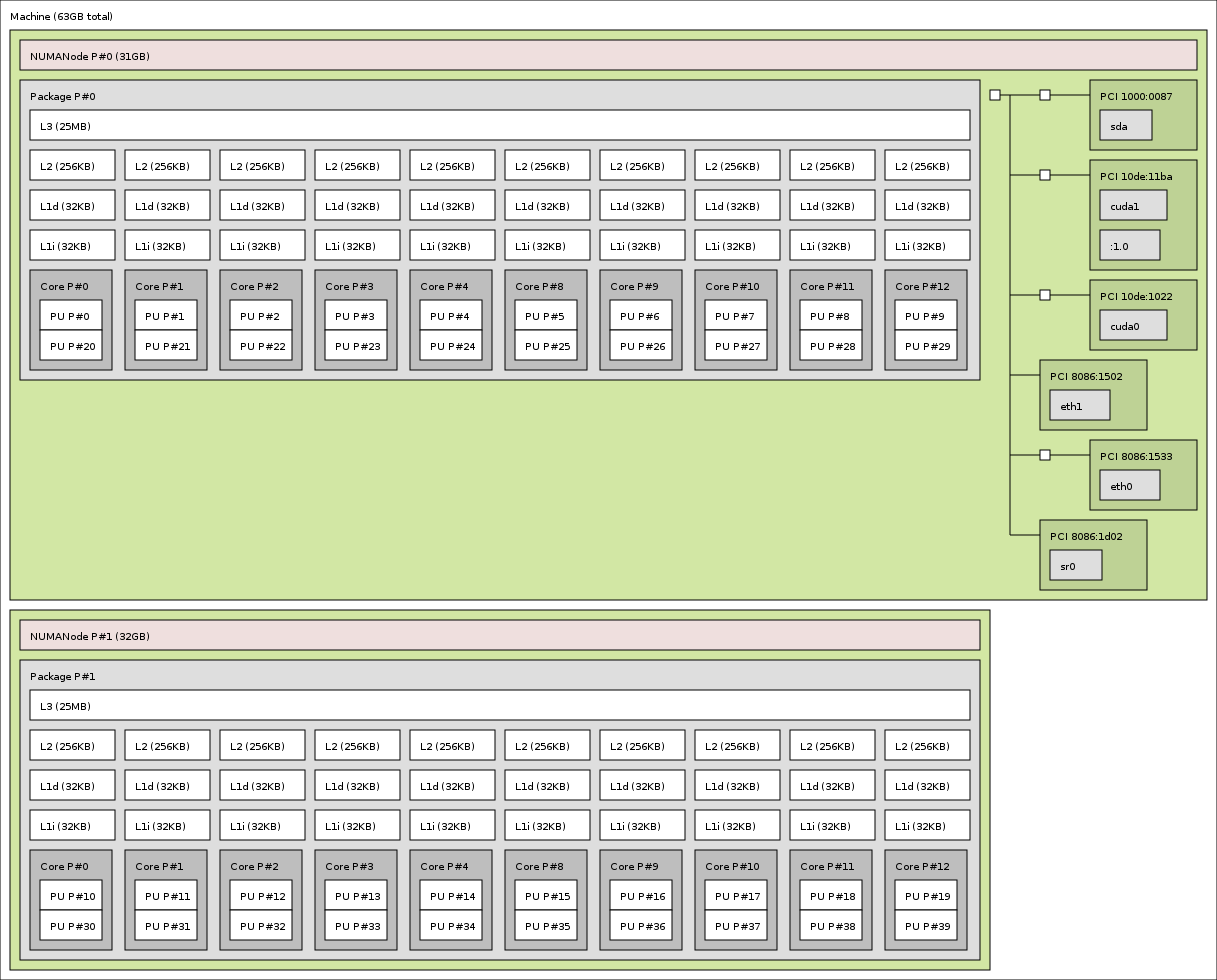 Machine (63GB total)
NUMANode P#0 (31GB)
Package P#0
L3 (25MB)
L2 (256KB) L2 (256KB) L2 (256KB) L2 (256KB) L2 (256KB) L2 (256KB) L2 (256KB) L2 (256KB) L2 (256KB) L2 (256KB)
L1d (32KB) L1d (32KB) L1d (32KB) L1d (32KB) L1d (32KB) L1d (32KB) L1d (32KB) L1d (32KB) L1d (32KB) L1d (32KB)
L1i (32KB) L1i (32KB) L1i (32KB) L1i (32KB) L1i (32KB) L1i (32KB) L1i (32KB) L1i (32KB) L1i (32KB) L1i (32KB)
Core P#0 Core P#1 Core P#2 Core P#3 Core P#4 Core P#8 Core P#9 Core P#10 Core P#11 Core P#12
PU P#0 PU P#1 PU P#2 PU P#3 PU P#4 PU P#5 PU P#6 PU P#7 PU P#8 PU P#9
PU P#20 PU P#21 PU P#22 PU P#23 PU P#24 PU P#25 PU P#26 PU P#27 PU P#28 PU P#29
PCI 1000:0087
sda
PCI 10de:11ba
cuda1
:1.0
PCI 10de:1022
cuda0
PCI 8086:1502
eth1
PCI 8086:1533
eth0
PCI 8086:1d02
sr0
NUMANode P#1 (32GB)
Package P#1
L3 (25MB)
L2 (256KB) L2 (256KB) L2 (256KB) L2 (256KB) L2 (256KB) L2 (256KB) L2 (256KB) L2 (256KB) L2 (256KB) L2 (256KB)
L1d (32KB) L1d (32KB) L1d (32KB) L1d (32KB) L1d (32KB) L1d (32KB) L1d (32KB) L1d (32KB) L1d (32KB) L1d (32KB)
L1i (32KB) L1i (32KB) L1i (32KB) L1i (32KB) L1i (32KB) L1i (32KB) L1i (32KB) L1i (32KB) L1i (32KB) L1i (32KB)
Core P#0 Core P#1 Core P#2 Core P#3 Core P#4 Core P#8 Core P#9 Core P#10 Core P#11 Core P#12
PU P#10 PU P#11 PU P#12 PU P#13 PU P#14 PU P#15 PU P#16 PU P#17 PU P#18 PU P#19
PU P#30 PU P#31 PU P#32 PU P#33 PU P#34 PU P#35 PU P#36 PU P#37 PU P#38 PU P#39